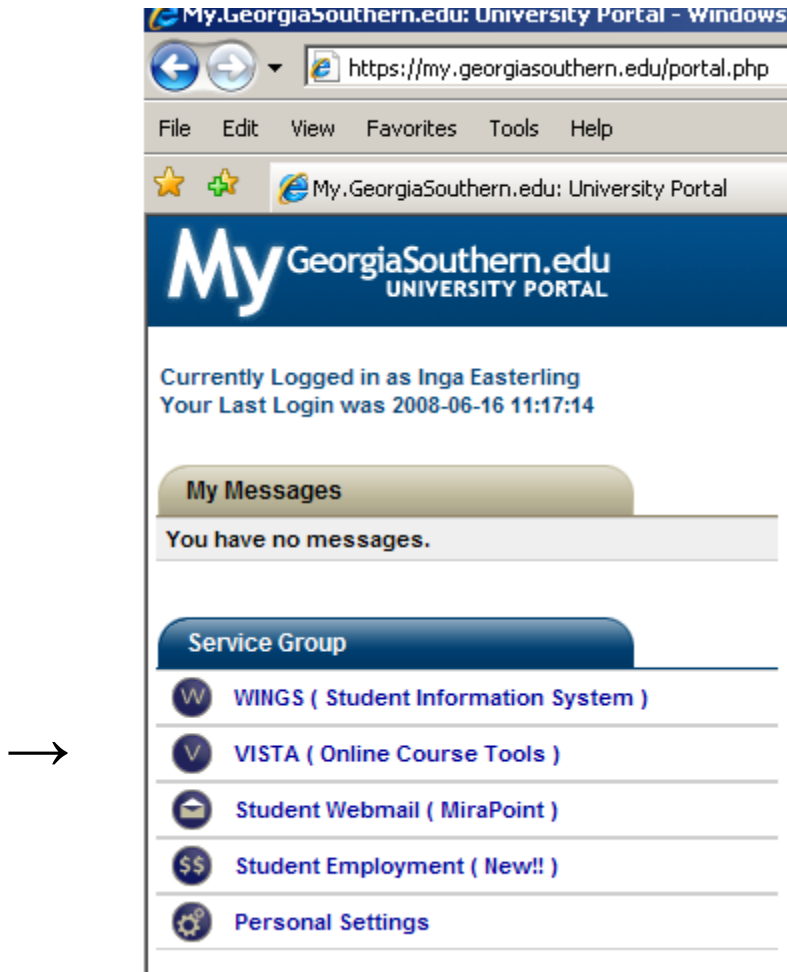 My.GeorgiaSouthern.edu: University Portal - Windows
https://my.georgiasouthern.edu/portal.php
File Edit View Favorites Tools Help
My.GeorgiaSouthern.edu: University Portal
My GeorgiaSouthern.edu
UNIVERSITY PORTAL
Currently Logged in as Inga Easterling
Your Last Login was 2008-06-16 11:17:14
My Messages
You have no messages.
Service Group
W WINGS ( Student Information System )
→ V VISTA ( Online Course Tools )
Student Webmail ( MiraPoint )
$$ Student Employment ( New!! )
Personal Settings